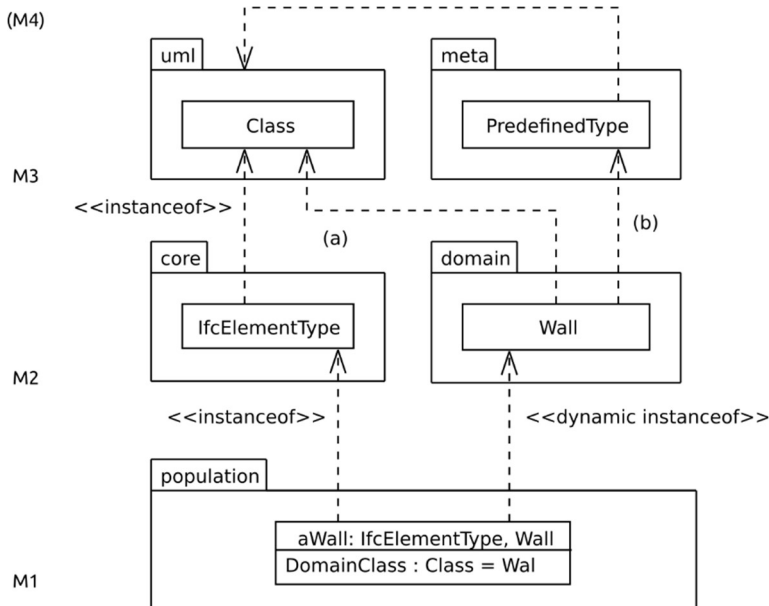 (M4)
uml
meta
Class
PredefinedType
M3
<<instanceof>>
(a)
(b)
core
domain
IfcElementType
Wall
M2
<<instanceof>>
<<dynamic instanceof>>
population
aWall: IfcElementType, Wall
DomainClass : Class = Wal
M1